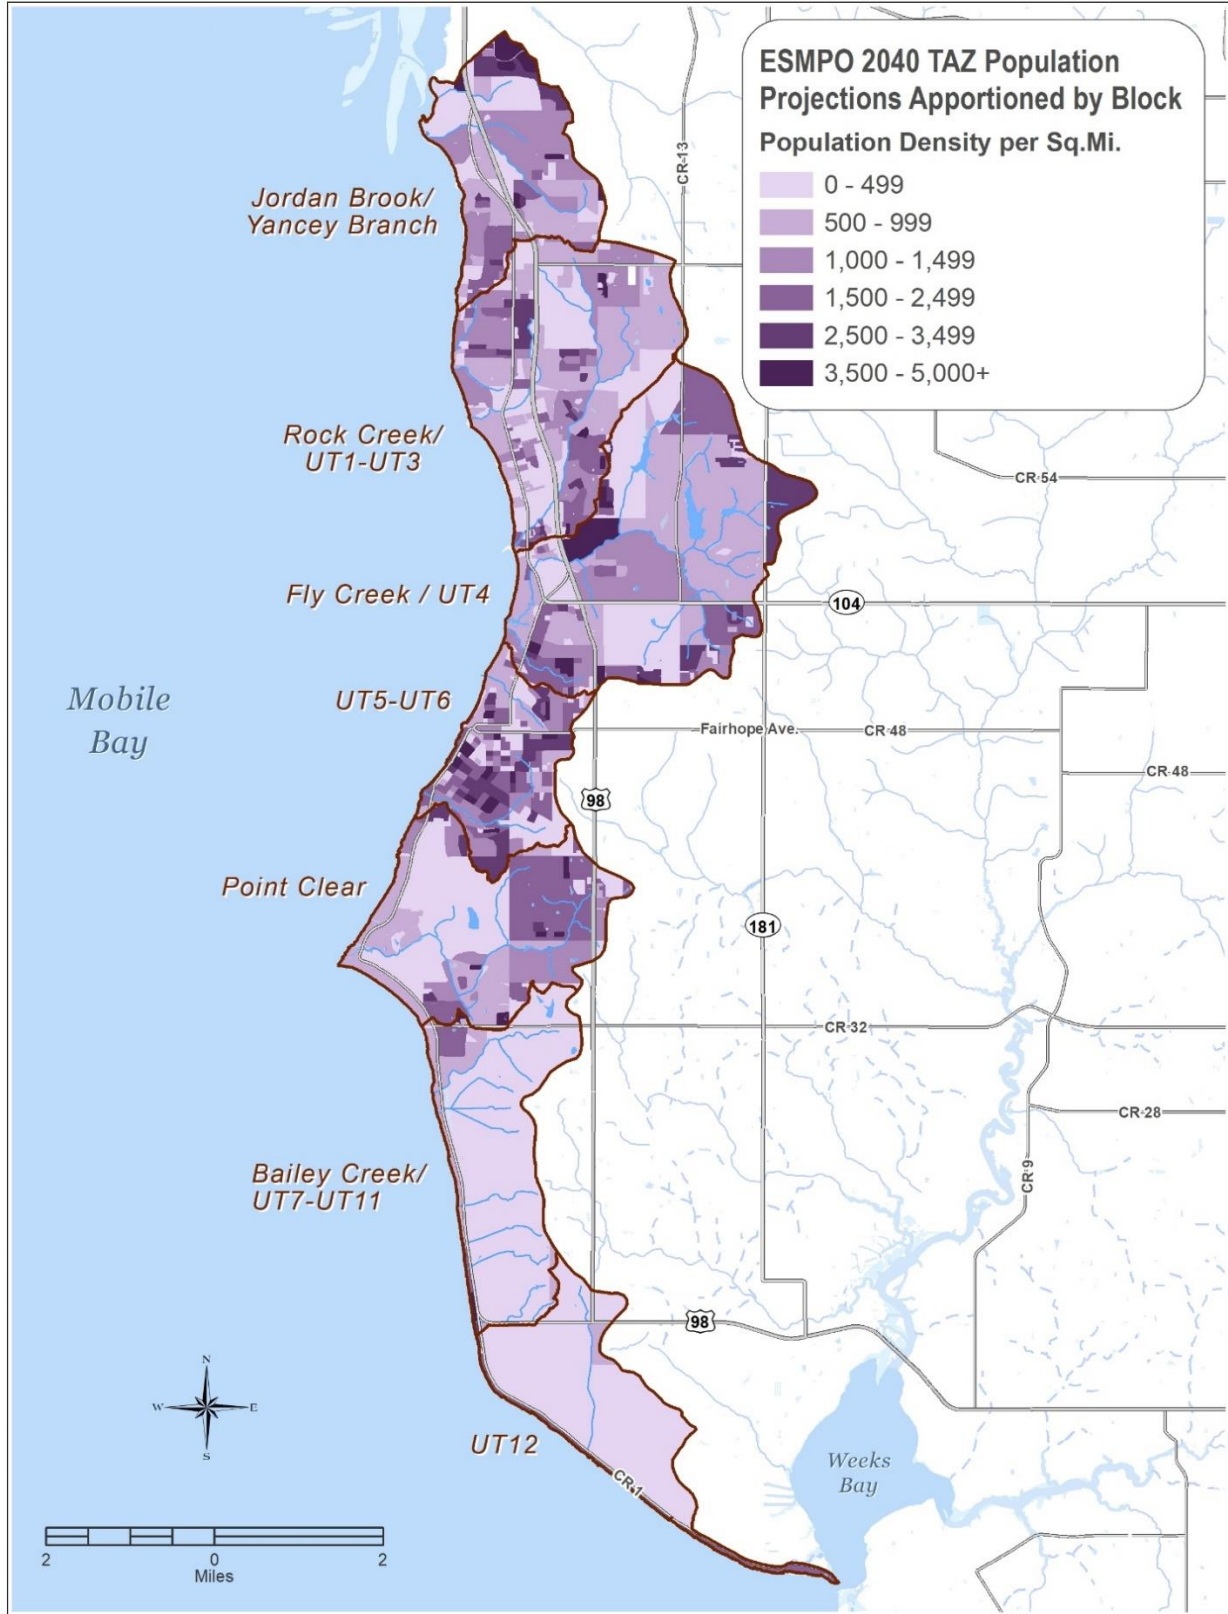 ESMPO 2040 TAZ Population
Projections Apportioned by Block
Population Density per Sq.Mi.
0 - 499
500 - 999
1,000 - 1,499
1,500 - 2,499
2,500 - 3,499
3,500 - 5,000+
CR-13
Jordan Brook/
Yancey Branch
Rock Creek/
UT1-UT3
CR-54
Fly Creek / UT4
104
UT5-UT6
Mobile
Bay
Fairhope Ave.
CR-48
CR-48
98
Point Clear
181
CR-32
CR-28
Bailey Creek/
UT7-UT11
CR-9
98
N
W
E
S
UT12
Weeks
Bay
CR-1
2
0
2
Miles